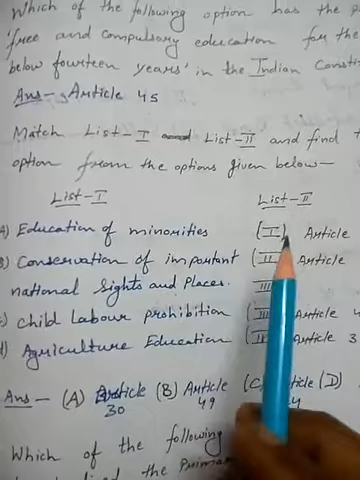 Which of the following option has the
'free and compulsory education for the
below fourteen years' in the Indian
Ans - Article 45
Match List-I and List-II and find
option from the options given below—
List-I List-II
Education of minorities (I) Article
Conservation of important (II) Article
national Sights and Places. (III)
Child Labour prohibition
Agriculture Education Article 3
Ans - (A) Article (B) Article (C) (D)
30 49
Which of the following
the